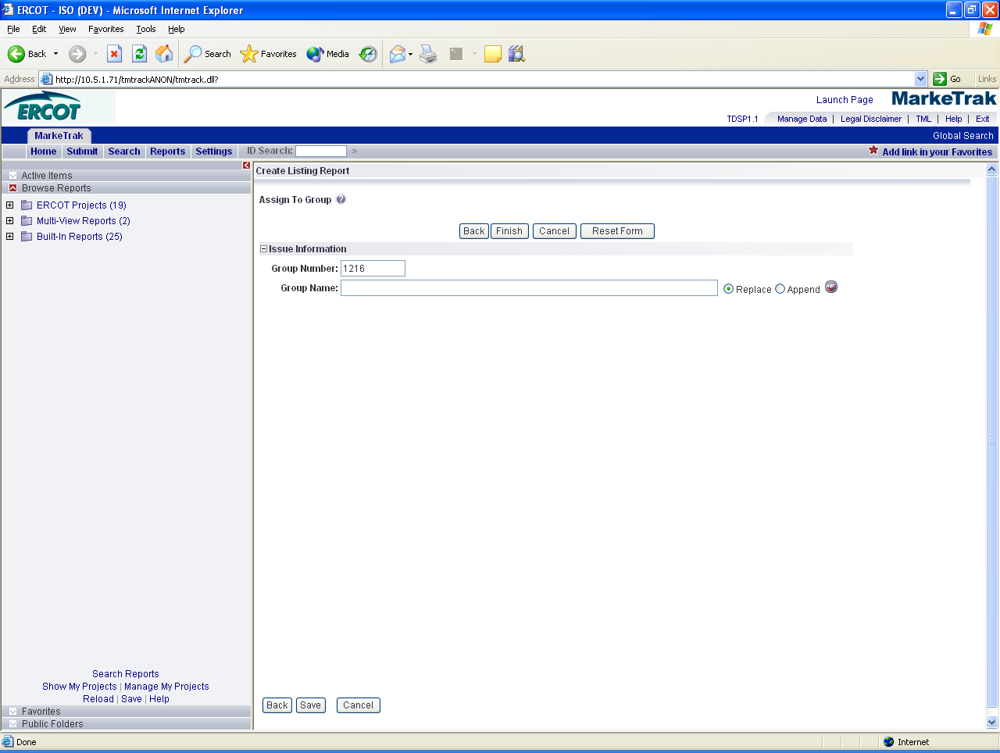 ERCOT - ISO (DEV) - Microsoft Internet Explorer
File Edit View Favorites Tools Help
Back Search Favorites Media
Address http://10.5.1.71/tmtrackANON/tmtrack.dll? Go Links
ERCOT Launch Page MarkeTrak
TDSP1.1 Manage Data | Legal Disclaimer | TML | Help | Exit
MarkeTrak Global Search
Home Submit Search Reports Settings ID Search: » Add link in your Favorites
Active Items
Browse Reports
ERCOT Projects (19)
Multi-View Reports (2)
Built-In Reports (25)
Create Listing Report
Assign To Group ?
Back Finish Cancel Reset Form
Issue Information
Group Number: 1216
Group Name: Replace Append ABC
Search Reports
Show My Projects | Manage My Projects
Reload | Save | Help
Favorites
Public Folders
Back Save Cancel
Done Internet